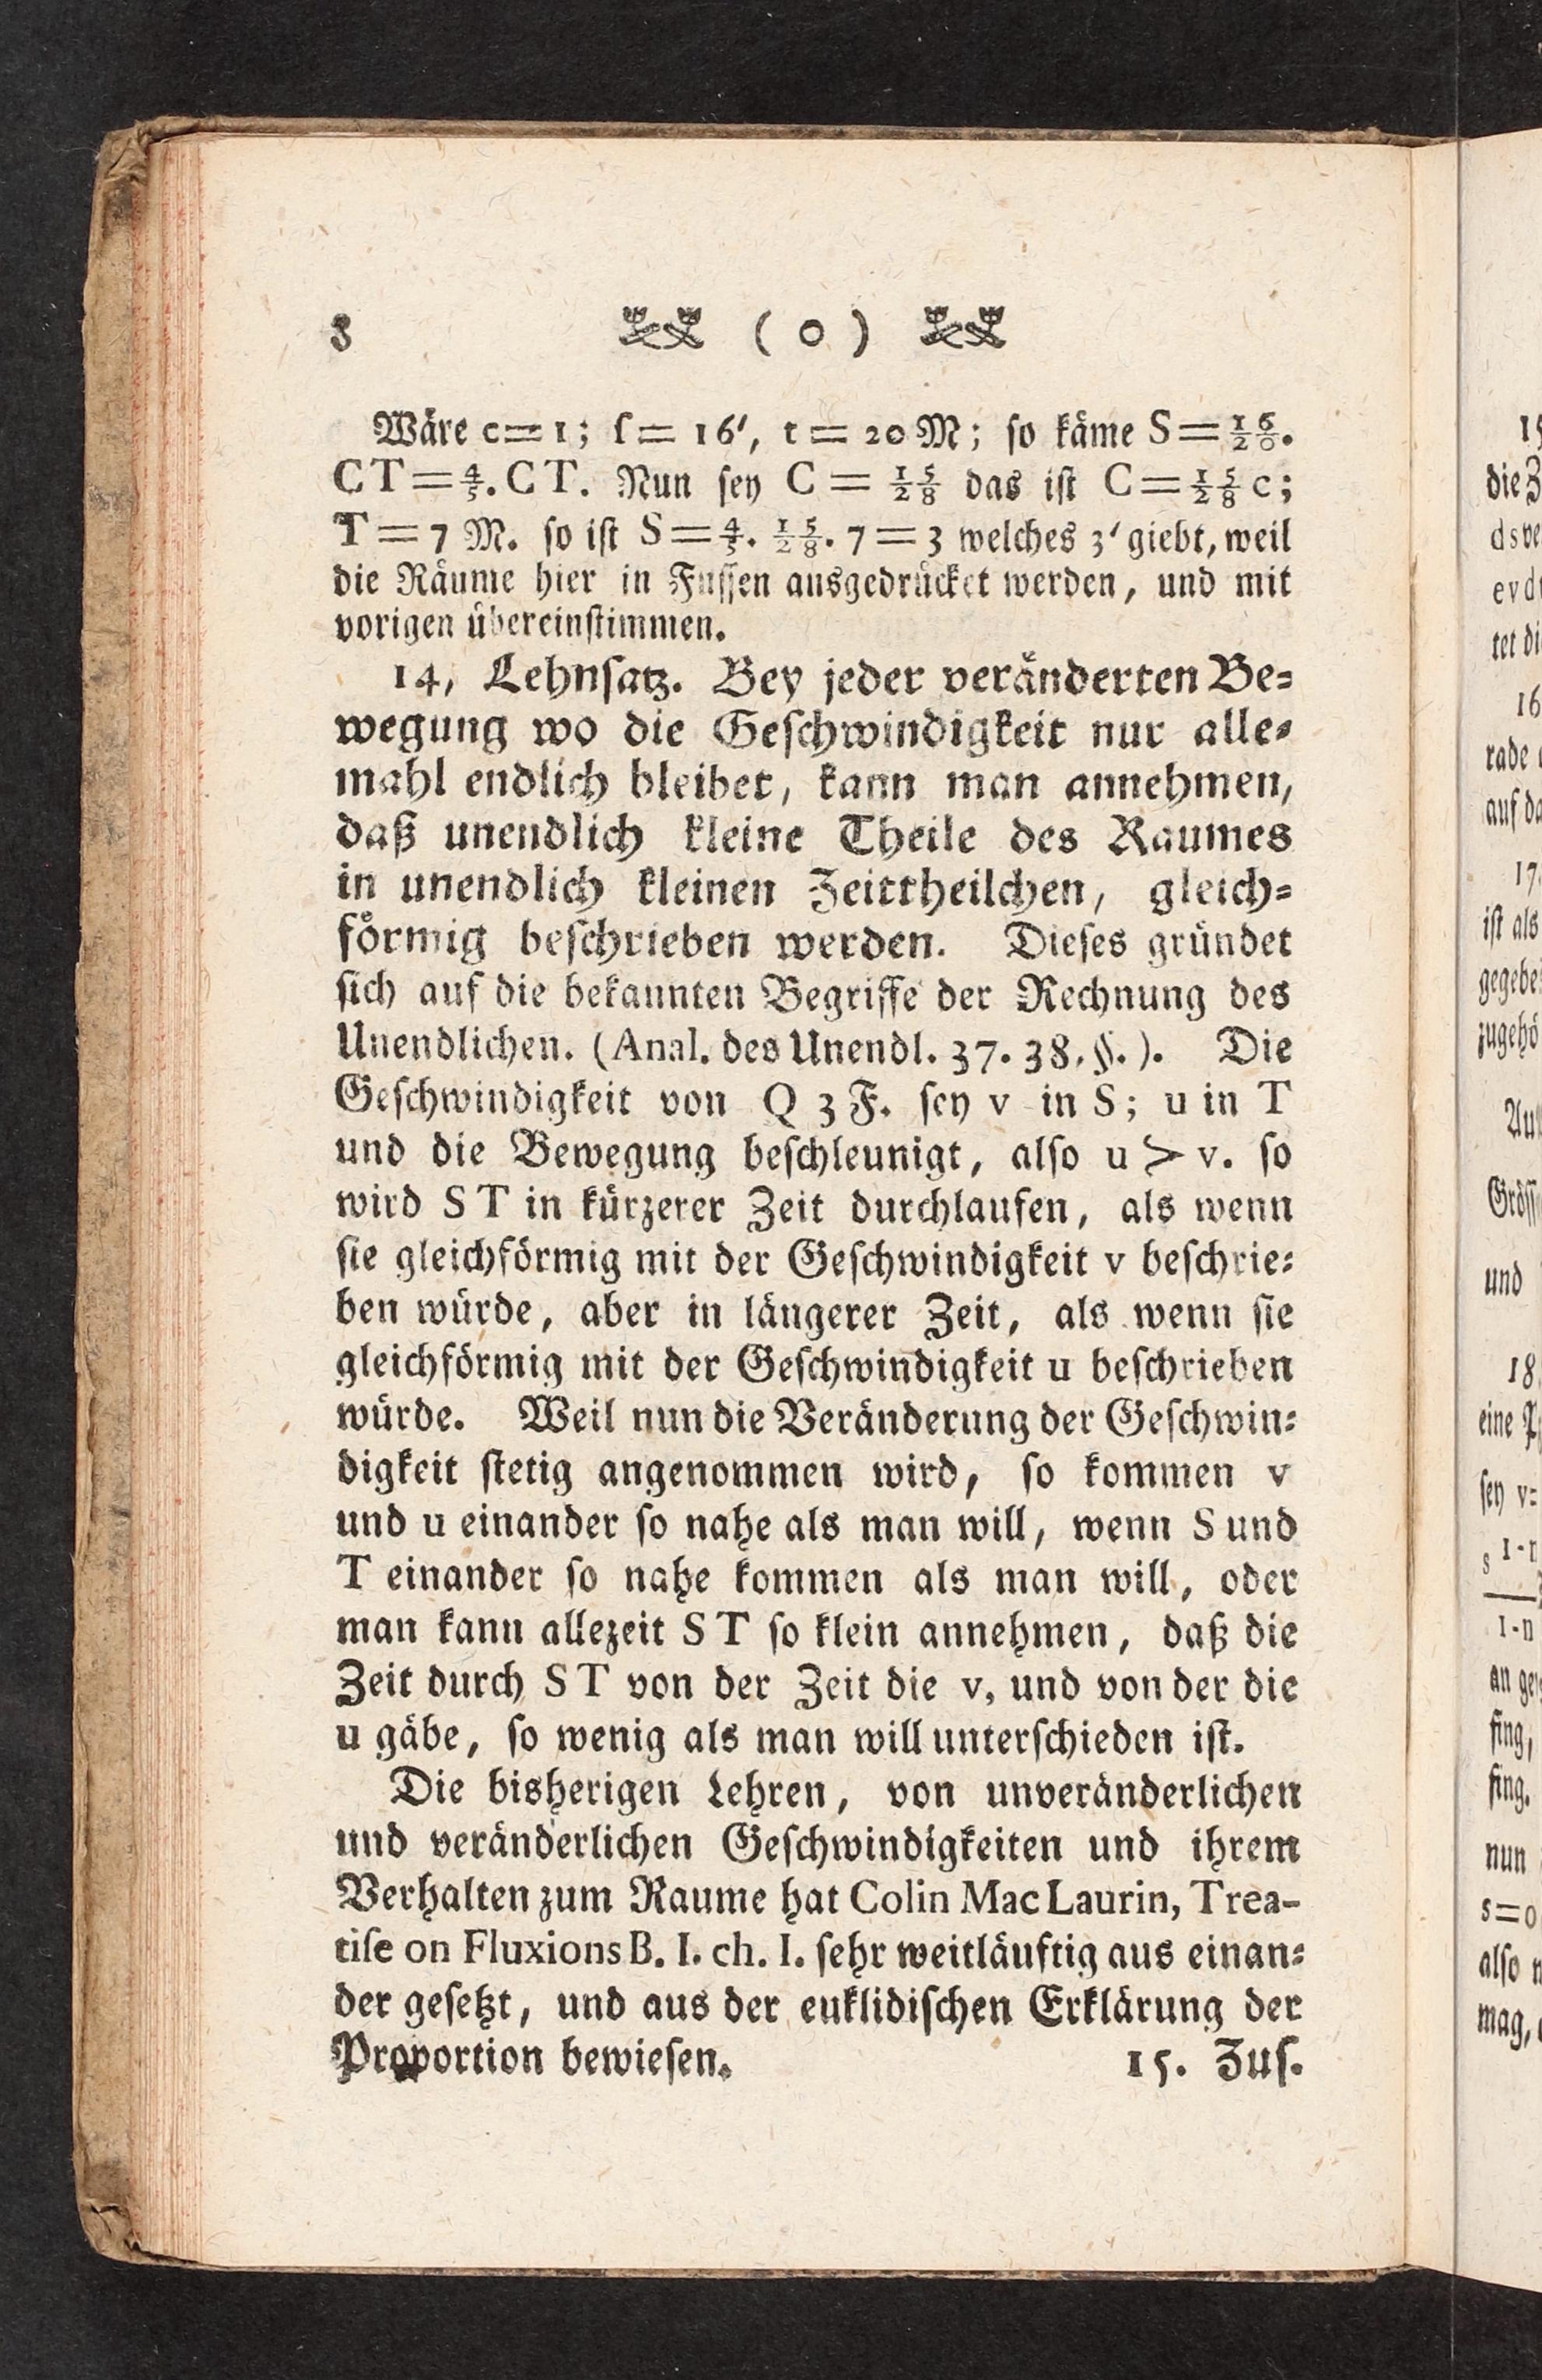 8 ( o )
Wäre c=1; ſ= 16′, t= 20 M; ſo käme S=16/20.
CT=4/5. CT. Nun ſey C = 15/28 das iſt C=15/28 c;
T=7 M. ſo iſt S=4/5. 15/28. 7=3 welches 3′ giebt, weil
die Räume hier in Fuſſen ausgedrücket werden, und mit
vorigen übereinſtimmen.
14, Lehnſatz. Bey jeder veränderten Be=
wegung wo die Geſchwindigkeit nur alle=
mahl endlich bleibet, kann man annehmen,
daß unendlich kleine Theile des Raumes
in unendlich kleinen Zeittheilchen, gleich=
förmig beſchrieben werden. Dieſes gründet
ſich auf die bekannten Begriffe der Rechnung des
Unendlichen. (Anal. des Unendl. 37. 38. §. ). Die
Geſchwindigkeit von Q 3 F. ſey v in S; u in T
und die Bewegung beſchleunigt, alſo u > v. ſo
wird S T in kürzerer Zeit durchlaufen, als wenn
ſie gleichförmig mit der Geſchwindigkeit v beſchrie=
ben würde, aber in längerer Zeit, als wenn ſie
gleichförmig mit der Geſchwindigkeit u beſchrieben
würde. Weil nun die Veränderung der Geſchwin=
digkeit ſtetig angenommen wird, ſo kommen v
und u einander ſo nahe als man will, wenn S und
T einander ſo nahe kommen als man will, oder
man kann allezeit S T ſo klein annehmen, daß die
Zeit durch S T von der Zeit die v, und von der die
u gäbe, ſo wenig als man will unterſchieden iſt.
Die bisherigen Lehren, von unveränderlichen
und veränderlichen Geſchwindigkeiten und ihrem
Verhalten zum Raume hat Colin Mac Laurin, Trea-
tiſe on Fluxions B. I. ch. I. ſehr weitläuftig aus einan=
der geſetzt, und aus der euklidiſchen Erklärung der
Proportion bewieſen. 15. Zuſ.